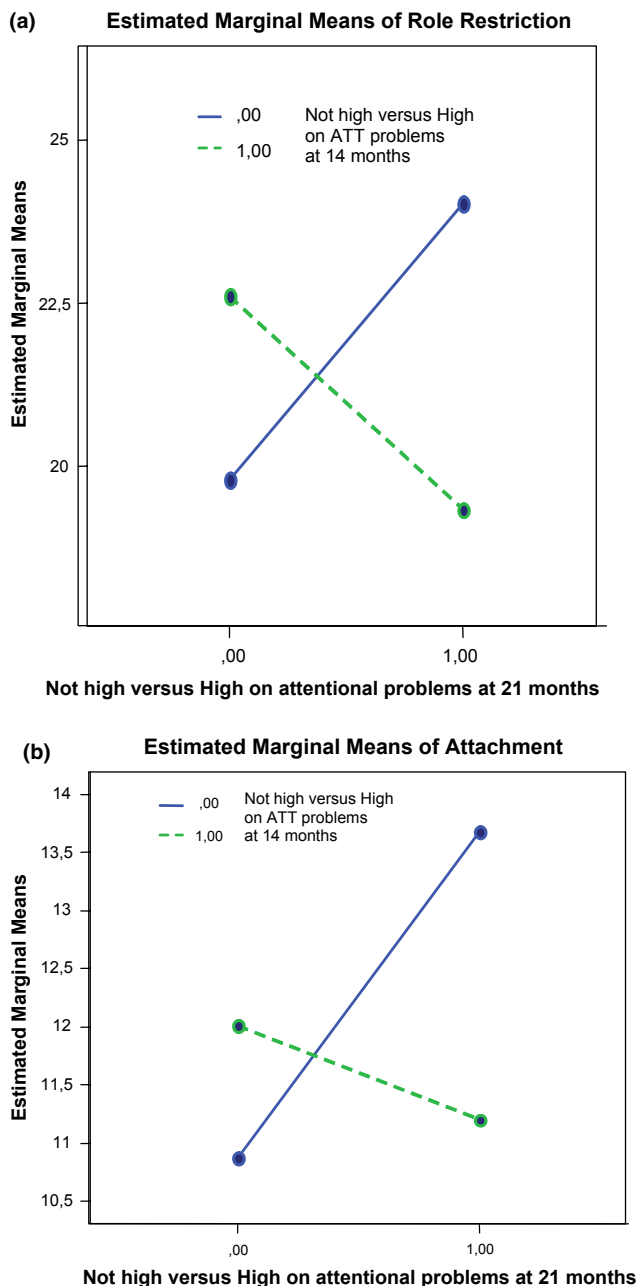 (a) Estimated Marginal Means of Role Restriction
,00 Not high versus High
on ATT problems
1,00 at 14 months
25
22,5
20
Estimated Marginal Means
,00 1,00
Not high versus High on attentional problems at 21 months
(b) Estimated Marginal Means of Attachment
,00 Not high versus High
on ATT problems
1,00 at 14 months
14
13,5
13
12,5
12
11,5
11
10,5
Estimated Marginal Means
,00 1,00
Not high versus High on attentional problems at 21 months